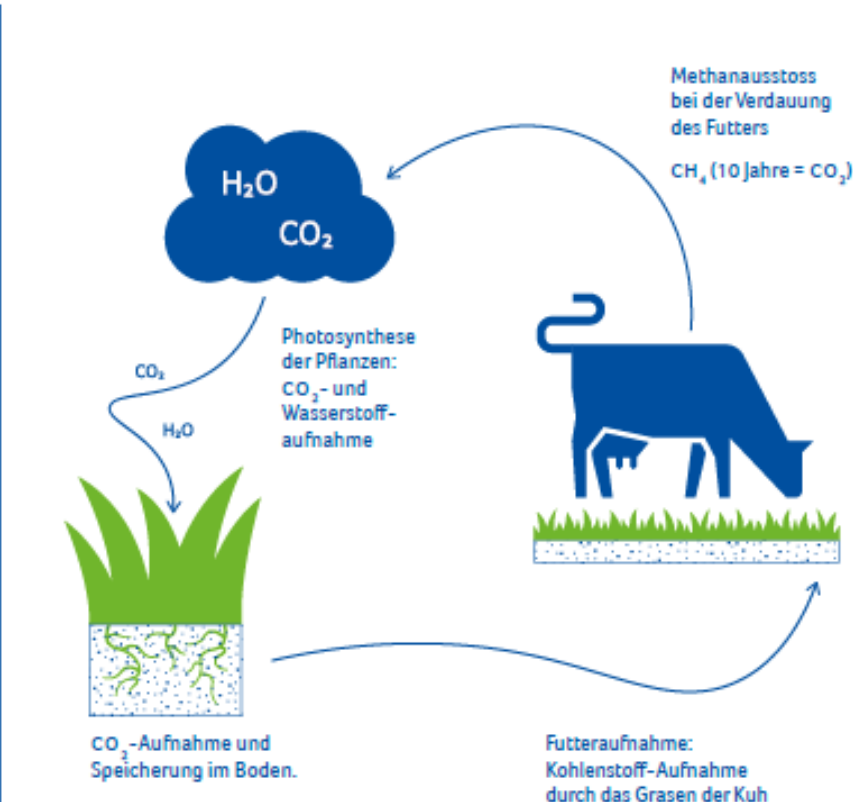 Methanausstoss
bei der Verdauung
des Futters
CH₄ (10 Jahre = CO₂)
H₂O
CO₂
Photosynthese
der Pflanzen:
CO₂- und
Wasserstoff-
aufnahme
CO₂
H₂O
CO₂-Aufnahme und
Speicherung im Boden.
Futteraufnahme:
Kohlenstoff-Aufnahme
durch das Grasen der Kuh